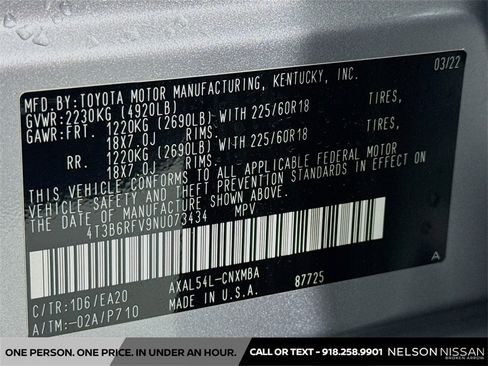 MFD.BY:TOYOTA MOTOR MANUFACTURING, KENTUCKY, INC. 03/22
GVWR:2230KG (4920LB)
GAWR:FRT. 1220KG (2690LB) WITH 225/60R18 TIRES,
18X7.0J RIMS.
RR. 1220KG (2690LB) WITH 225/60R18 TIRES,
18X7.0J RIMS.
THIS VEHICLE CONFORMS TO ALL APPLICABLE FEDERAL MOTOR
VEHICLE SAFETY AND THEFT PREVENTION STANDARDS IN EFFECT ON
THE DATE OF MANUFACTURE SHOWN ABOVE.
4T3B6RFV9NU073434 MPV
C/TR:1D6/EA20 AXAL54L-CNXMBA A
A/TM:-02A/P710 MADE IN U.S.A. 87725
ONE PERSON. ONE PRICE. IN UNDER AN HOUR. CALL OR TEXT - 918.258.9901 NELSON NISSAN
BROKEN ARROW